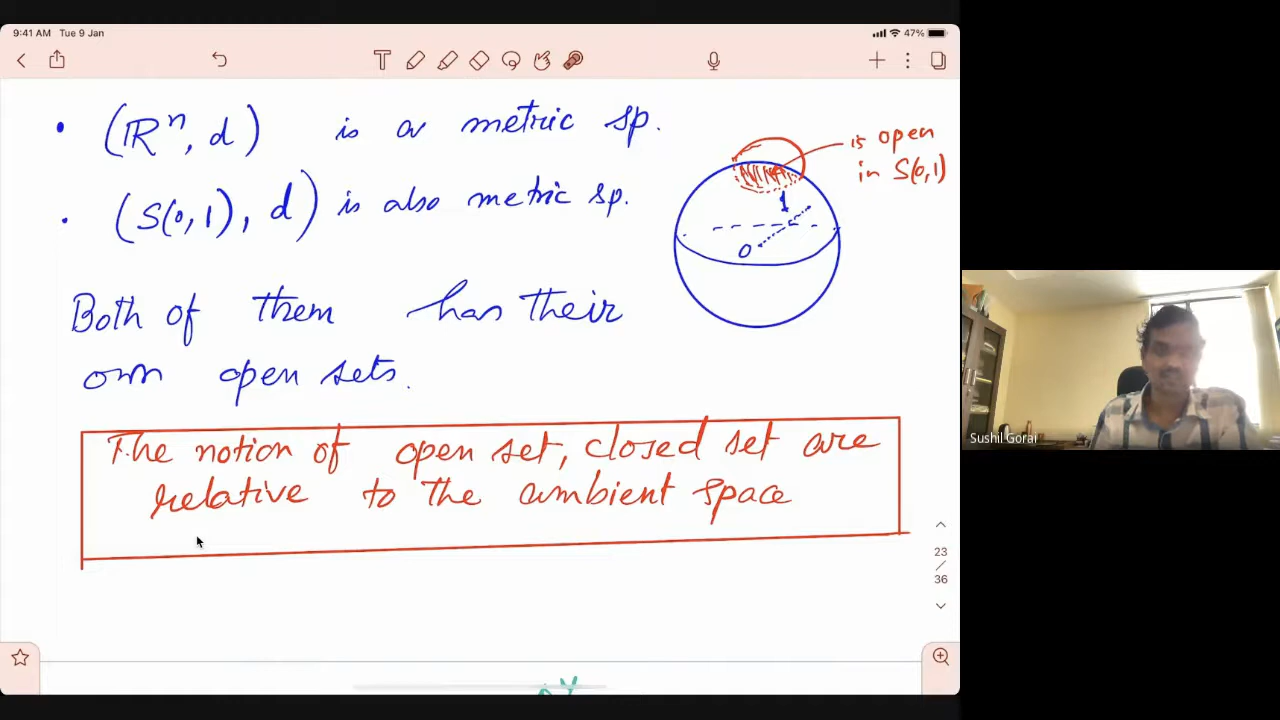 9:41 AM Tue 9 Jan
47%
• (ℝⁿ, d) is a metric sp.
• (S(0,1), d) is also metric sp.
is open
in S(0,1)
1
0
Both of them has their
own open sets.
The notion of open set, closed set are
relative to the ambient space
23
/
36
Sushil Gorai